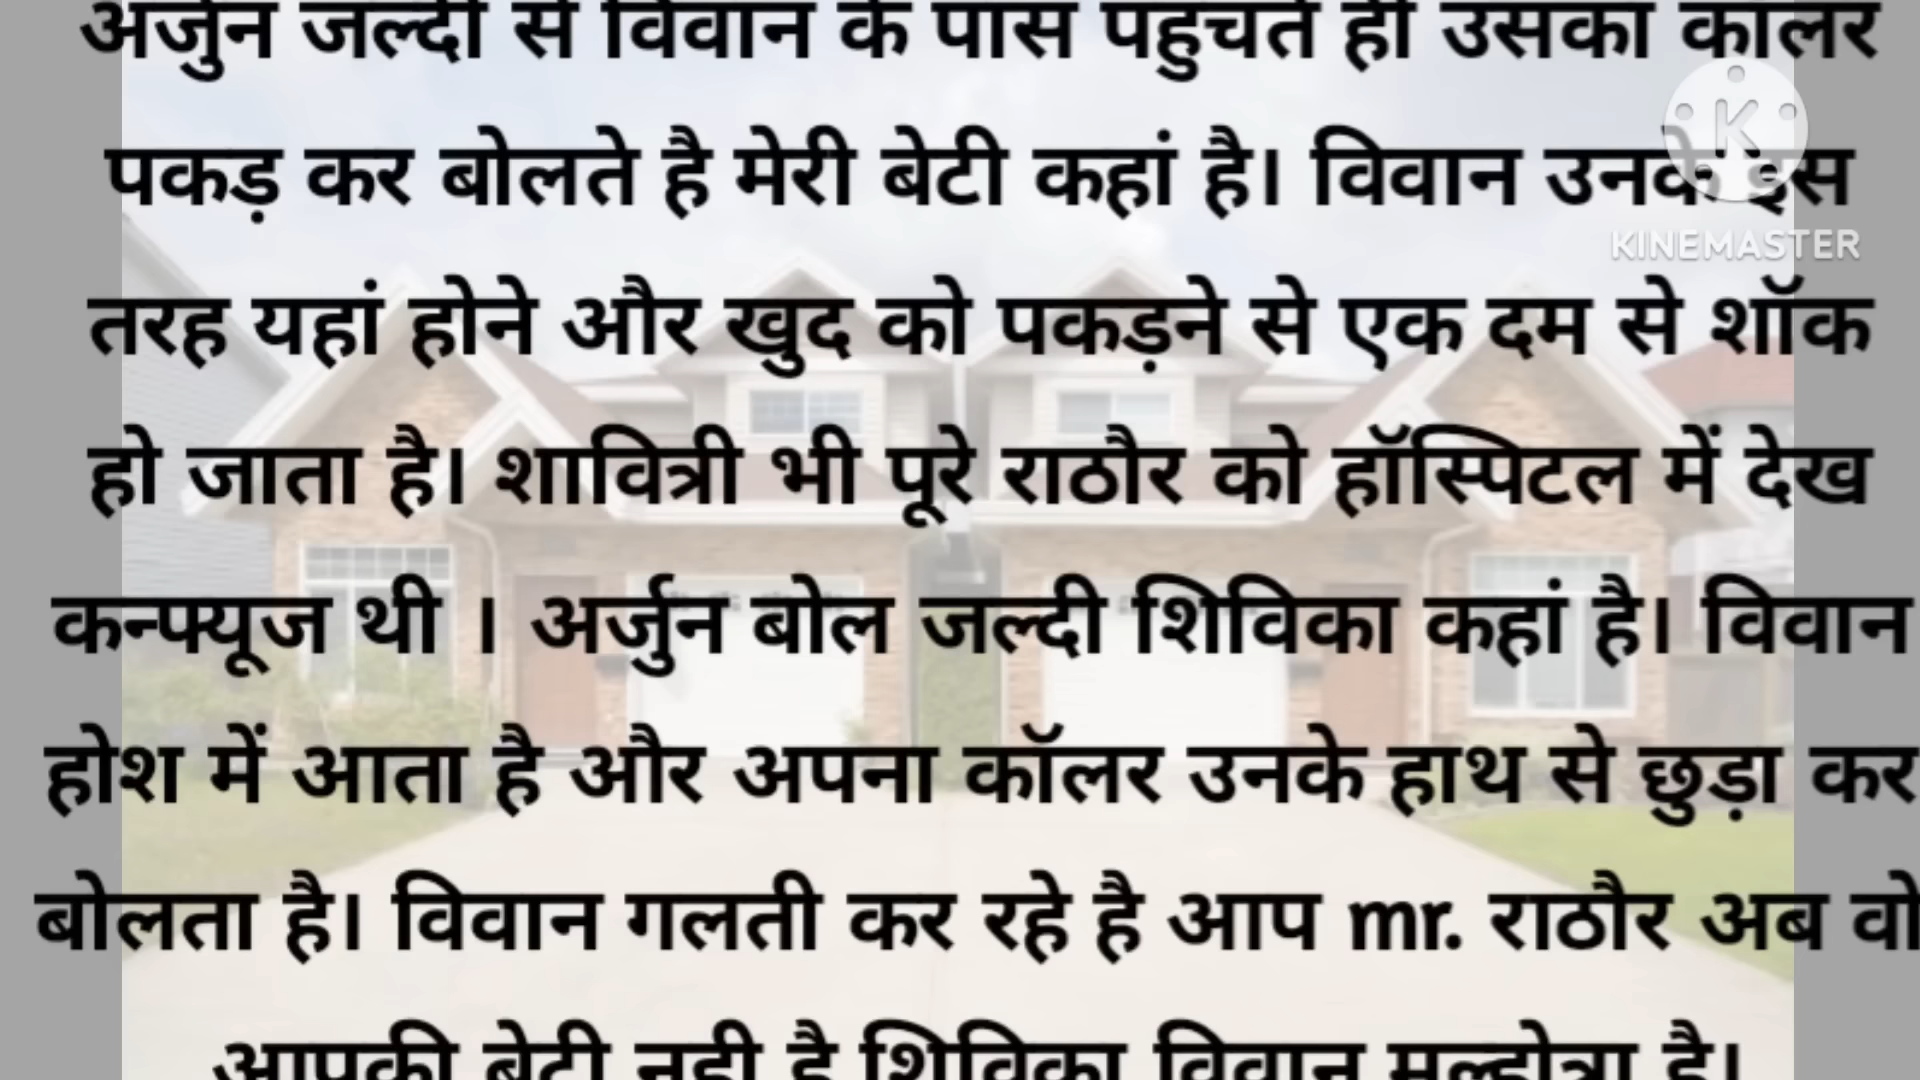 अर्जुन जल्दी से विवान के पास पहुंचते ही उसका कॉलर
पकड़ कर बोलते है मेरी बेटी कहां है। विवान उनके इस
KINEMASTER
तरह यहां होने और खुद को पकड़ने से एक दम से शॉक
हो जाता है। शावित्री भी पूरे राठौर को हॉस्पिटल में देख
कन्फ्यूज थी । अर्जुन बोल जल्दी शिविका कहां है। विवान
होश में आता है और अपना कॉलर उनके हाथ से छुड़ा कर
बोलता है। विवान गलती कर रहे है आप mr. राठौर अब वो
आपकी बेटी नही है शिविका विवान मल्होत्रा है।